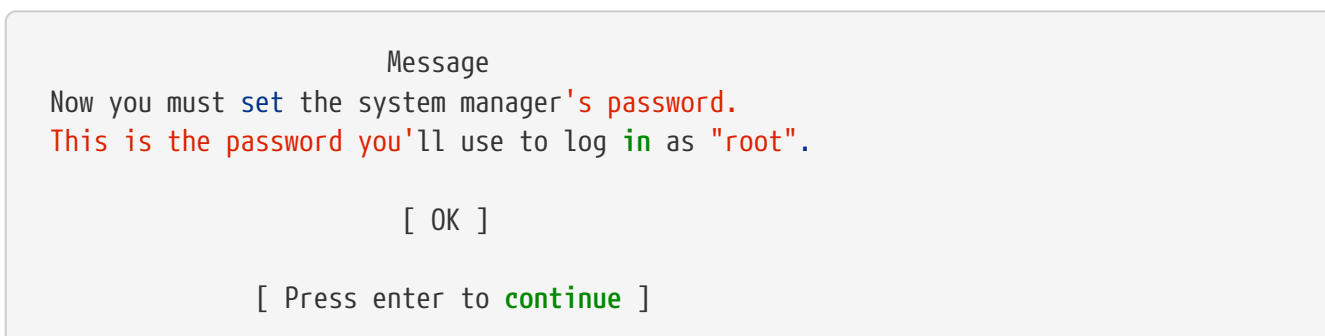 Message
Now you must set the system manager's password.
This is the password you'll use to log in as "root".
[ OK ]
[ Press enter to continue ]